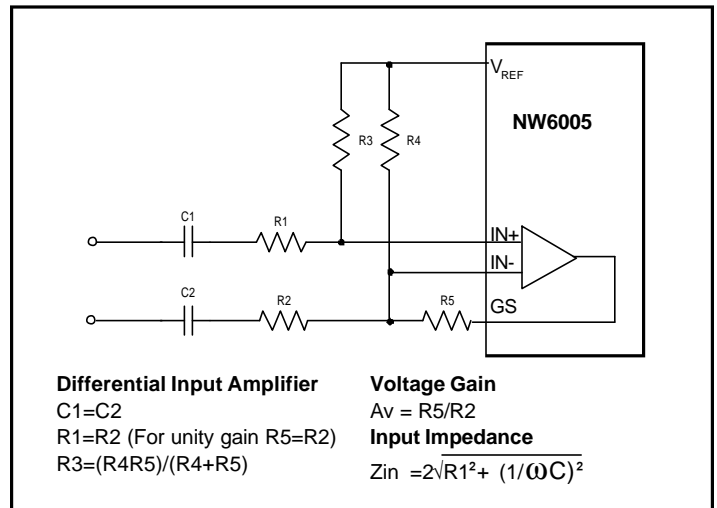 V_REF
NW6005
R3
R4
C1
R1
IN+
IN-
C2
R2
R5
GS
Differential Input Amplifier
C1=C2
R1=R2 (For unity gain R5=R2)
R3=(R4R5)/(R4+R5)
Voltage Gain
Av = R5/R2
Input Impedance
Zin =2√R1²+ (1/ωC)²